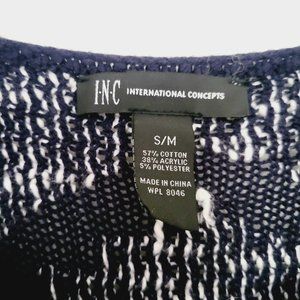 I·N·C INTERNATIONAL CONCEPTS
S/M
57% COTTON
38% ACRYLIC
5% POLYESTER
MADE IN CHINA
WPL 8046